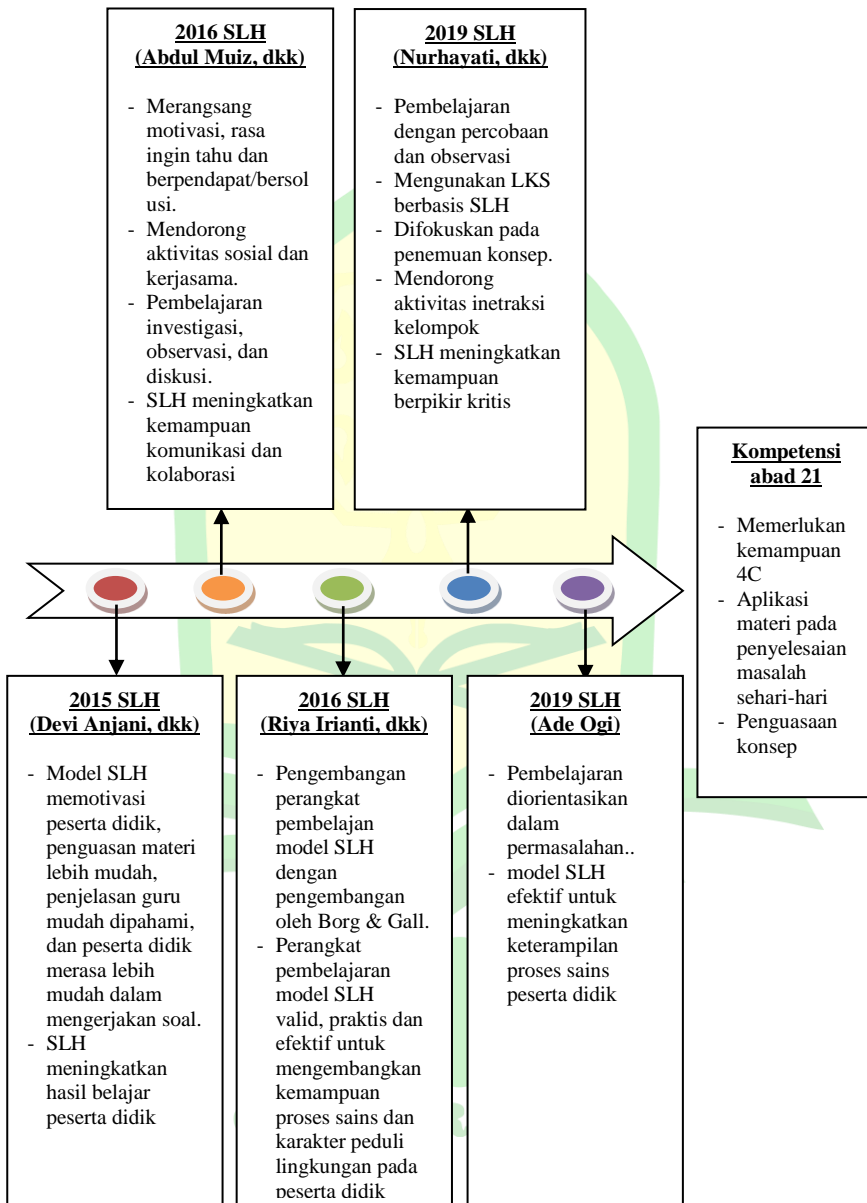 2016 SLH
(Abdul Muiz, dkk)
- Merangsang
motivasi, rasa
ingin tahu dan
berpendapat/bersol
usi.
- Mendorong
aktivitas sosial dan
kerjasama.
- Pembelajaran
investigasi,
observasi, dan
diskusi.
- SLH meningkatkan
kemampuan
komunikasi dan
kolaborasi
2019 SLH
(Nurhayati, dkk)
- Pembelajaran
dengan percobaan
dan observasi
- Mengunakan LKS
berbasis SLH
- Difokuskan pada
penemuan konsep.
- Mendorong
aktivitas inetraksi
kelompok
- SLH meningkatkan
kemampuan
berpikir kritis
Kompetensi
abad 21
- Memerlukan
kemampuan
4C
- Aplikasi
materi pada
penyelesaian
masalah
sehari-hari
- Penguasaan
konsep
2015 SLH
(Devi Anjani, dkk)
- Model SLH
memotivasi
peserta didik,
penguasan materi
lebih mudah,
penjelasan guru
mudah dipahami,
dan peserta didik
merasa lebih
mudah dalam
mengerjakan soal.
- SLH
meningkatkan
hasil belajar
peserta didik
2016 SLH
(Riya Irianti, dkk)
- Pengembangan
perangkat
pembelajan
model SLH
dengan
pengembangan
oleh Borg & Gall.
- Perangkat
pembelajaran
model SLH
valid, praktis dan
efektif untuk
mengembangkan
kemampuan
proses sains dan
karakter peduli
lingkungan pada
peserta didik
2019 SLH
(Ade Ogi)
- Pembelajaran
diorientasikan
dalam
permasalahan..
- model SLH
efektif untuk
meningkatkan
keterampilan
proses sains
peserta didik